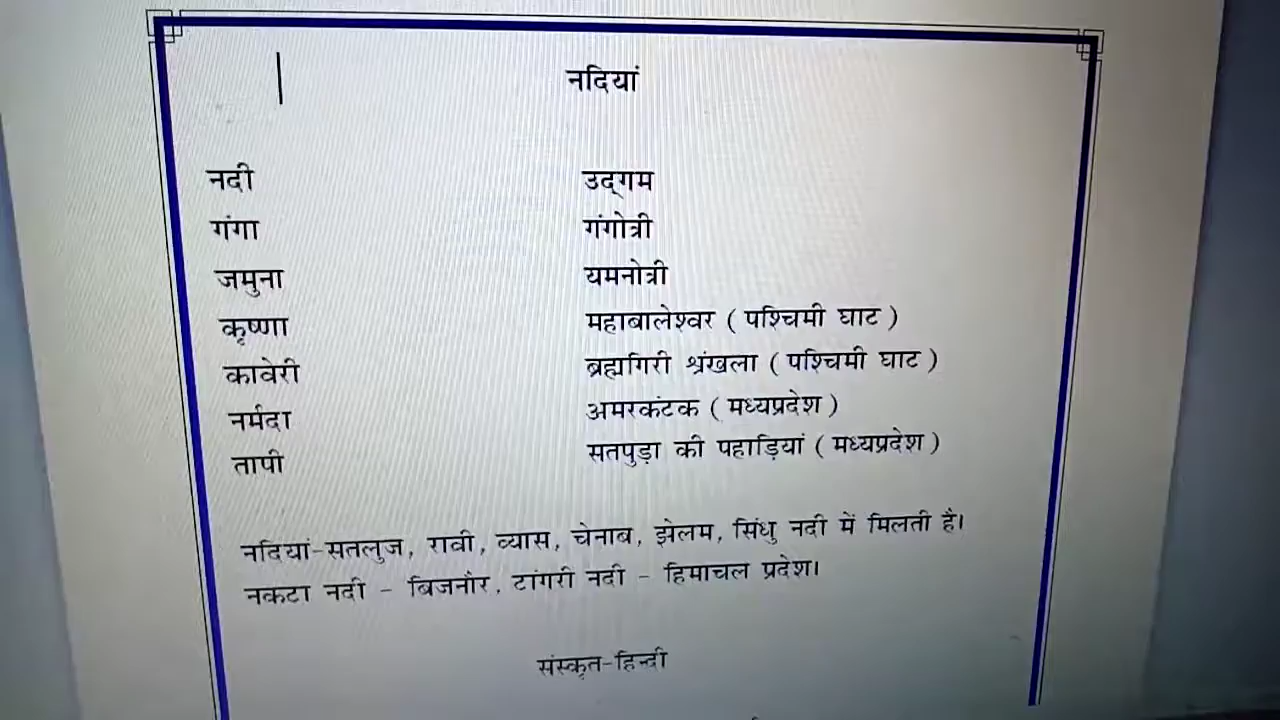 नदियां
नदी उद्गम
गंगा गंगोत्री
जमुना यमनोत्री
कृष्णा महाबालेश्वर ( पश्चिमी घाट )
कावेरी ब्रह्मगिरी श्रंखला ( पश्चिमी घाट )
नर्मदा अमरकंटक ( मध्यप्रदेश )
तापी सतपुड़ा की पहाड़ियां ( मध्यप्रदेश )
नदियां-सतलुज, रावी, व्यास, चेनाब, झेलम, सिंधु नदी में मिलती है।
नकटा नदी - बिजनौर, टांगरी नदी - हिमाचल प्रदेश।
संस्कृत-हिन्दी